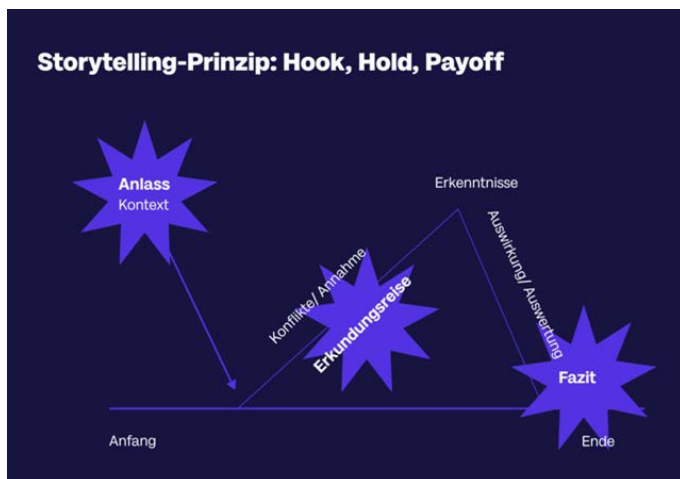 Storytelling-Prinzip: Hook, Hold, Payoff
Anlass
Kontext
Erkenntnisse
Konflikte/ Annahme
Erkundungsreise
Auswirkung/ Auswertung
Fazit
Anfang
Ende